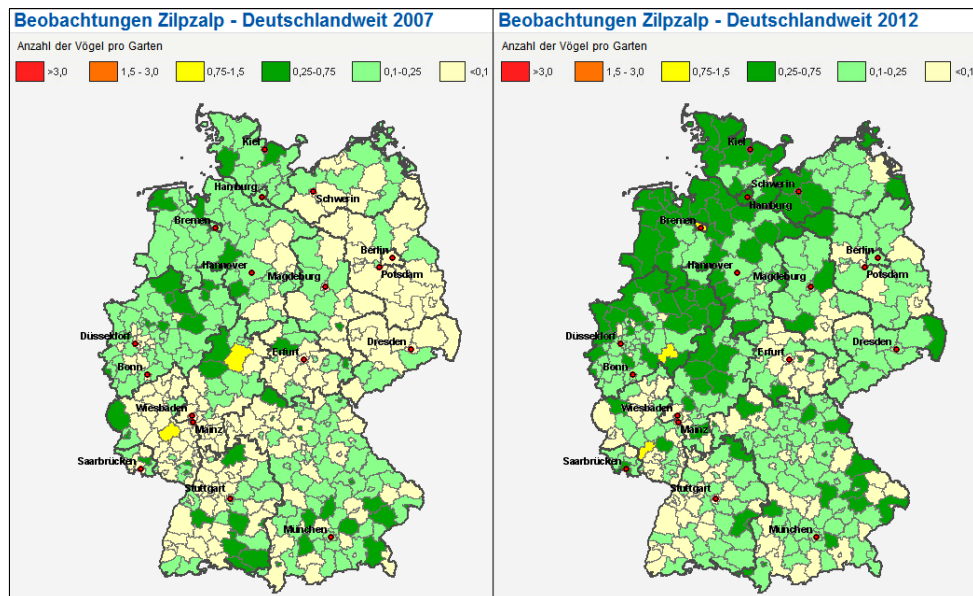 Beobachtungen Zilpzalp - Deutschlandweit 2007
Anzahl der Vögel pro Garten
>3,0 1,5 - 3,0 0,75-1,5 0,25-0,75 0,1-0,25 <0,1
Kiel
Hamburg
Schwerin
Bremen
Berlin
Hannover
Potsdam
Magdeburg
Düsseldorf
Erfurt
Dresden
Bonn
Wiesbaden
Mainz
Saarbrücken
Stuttgart
München
Beobachtungen Zilpzalp - Deutschlandweit 2012
Anzahl der Vögel pro Garten
>3,0 1,5 - 3,0 0,75-1,5 0,25-0,75 0,1-0,25 <0,1
Kiel
Schwerin
Hamburg
Bremen
Berlin
Hannover
Potsdam
Magdeburg
Düsseldorf
Erfurt
Dresden
Bonn
Wiesbaden
Mainz
Saarbrücken
Stuttgart
München